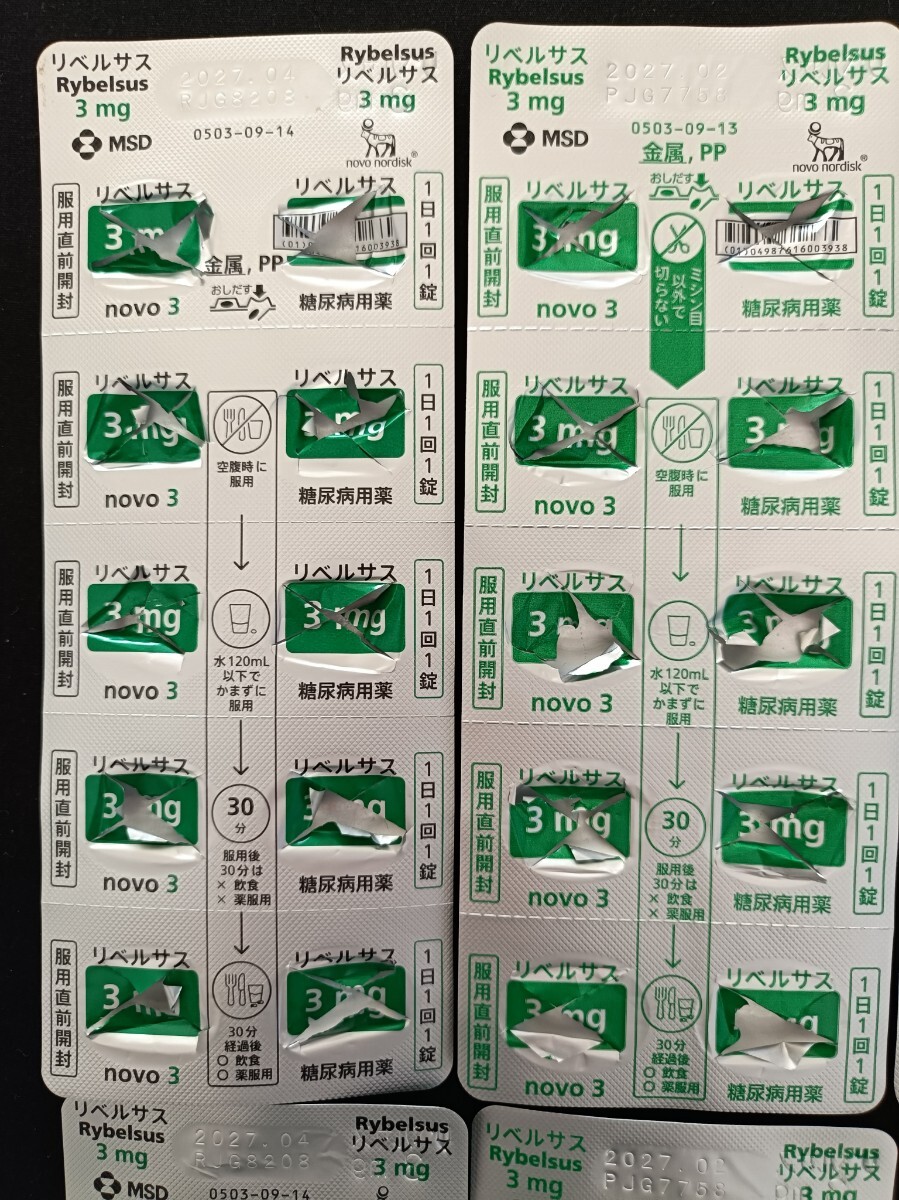 リベルサス
Rybelsus
3 mg
2027.04
RJG8208
Rybelsus
リベルサス
3 mg
MSD
0503-09-14
novo nordisk®
服用直前開封
リベルサス
novo 3
金属, PP
おしだす
リベルサス
糖尿病用薬
1日1回1錠
服用直前開封
リベルサス
3 mg
novo 3
空腹時に
服用
リベルサス
mg
糖尿病用薬
1日1回1錠
服用直前開封
リベルサス
3 mg
novo 3
水120mL
以下で
かまずに
服用
リベルサス
3 mg
糖尿病用薬
1日1回1錠
服用直前開封
リベルサス
3 mg
novo 3
30
分
服用後
30分は
× 飲食
× 薬服用
リベルサス
糖尿病用薬
1日1回1錠
服用直前開封
リベルサス
3
novo 3
30分
経過後
○ 飲食
○ 薬服用
リベルサス
3 mg
糖尿病用薬
1日1回1錠
リベルサス
Rybelsus
3 mg
2027.02
PJG7758
Rybelsus
リベルサス
3 mg
MSD
0503-09-13
金属, PP
おしだす
novo nordisk®
服用直前開封
リベルサス
3 mg
novo 3
ミシン目
以外で
切らない
リベルサス
(01)04987616003938
糖尿病用薬
1日1回1錠
服用直前開封
リベルサス
3 mg
novo 3
空腹時に
服用
リベルサス
3
糖尿病用薬
1日1回1錠
服用直前開封
リベルサス
3
novo 3
水120mL
以下で
かまずに
服用
リベルサス
糖尿病用薬
1日1回1錠
服用直前開封
リベルサス
3 mg
novo 3
30
分
服用後
30分は
× 飲食
× 薬服用
リベルサス
3 mg
糖尿病用薬
1日1回1錠
服用直前開封
リベルサス
novo 3
30分
経過後
○ 飲食
○ 薬服用
リベルサス
糖尿病用薬
1日1回1錠
リベルサス
Rybelsus
3 mg
2027.04
RJG8208
Rybelsus
リベルサス
3 mg
MSD
0503-09-14
リベルサス
Rybelsus
3 mg
2027.02
PJG7758
Rybelsus
リベルサス
3 mg
MSD
0503-09-13